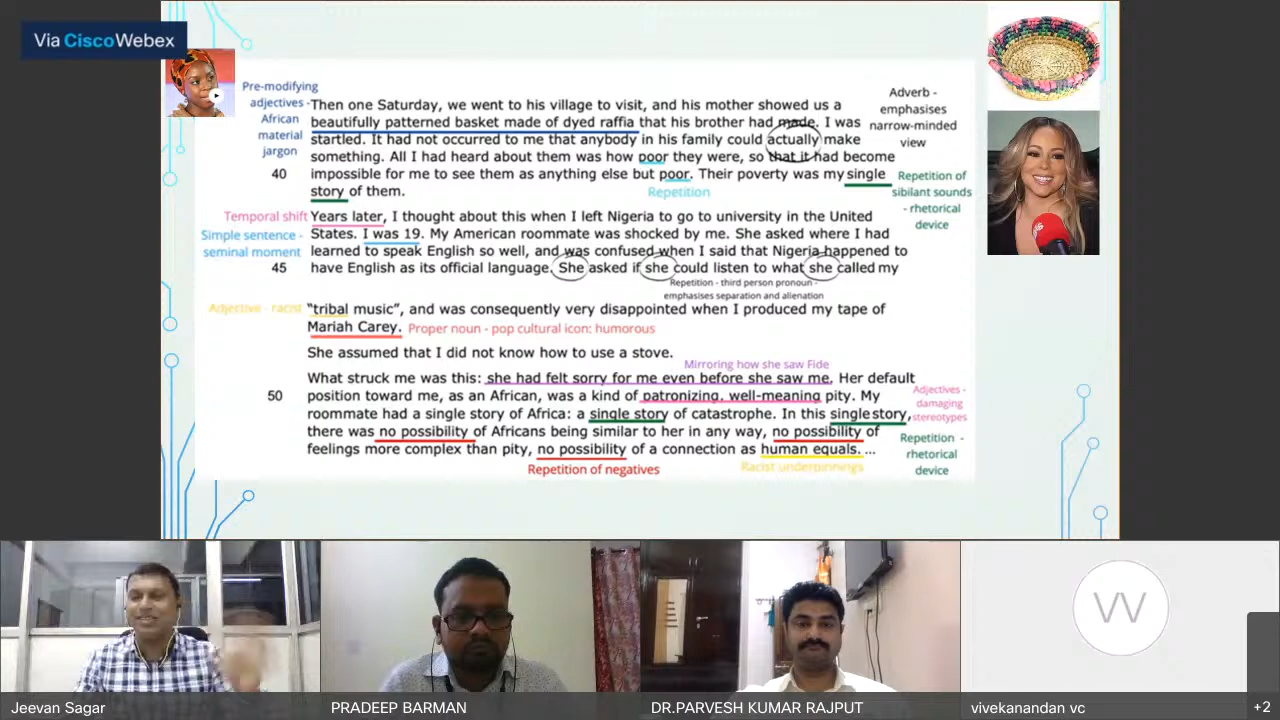 Via CiscoWebex
Pre-modifying
adjectives -
African
material
jargon
Then one Saturday, we went to his village to visit, and his mother showed us a
beautifully patterned basket made of dyed raffia that his brother had made. I was
startled. It had not occurred to me that anybody in his family could actually make
something. All I had heard about them was how poor they were, so that it had become
40 impossible for me to see them as anything else but poor. Their poverty was my single
story of them.
Repetition
Adverb -
emphasises
narrow-minded
view
Repetition of
sibilant sounds
- rhetorical
device
Temporal shift
Simple sentence -
seminal moment
Years later, I thought about this when I left Nigeria to go to university in the United
States. I was 19. My American roommate was shocked by me. She asked where I had
learned to speak English so well, and was confused when I said that Nigeria happened to
45 have English as its official language. She asked if she could listen to what she called my
Repetition - third person pronoun -
emphasises separation and alienation
Adjective - racist
"tribal music", and was consequently very disappointed when I produced my tape of
Mariah Carey. Proper noun - pop cultural icon: humorous
She assumed that I did not know how to use a stove.
Mirroring how she saw Fide
What struck me was this: she had felt sorry for me even before she saw me. Her default
50 position toward me, as an African, was a kind of patronizing, well-meaning pity. My
roommate had a single story of Africa: a single story of catastrophe. In this single story,
there was no possibility of Africans being similar to her in any way, no possibility of
feelings more complex than pity, no possibility of a connection as human equals. ...
Adjectives -
damaging
stereotypes
Repetition -
rhetorical
device
Repetition of negatives
Racist underpinnings
VV
Jeevan Sagar
PRADEEP BARMAN
DR.PARVESH KUMAR RAJPUT
vivekanandan vc
+2